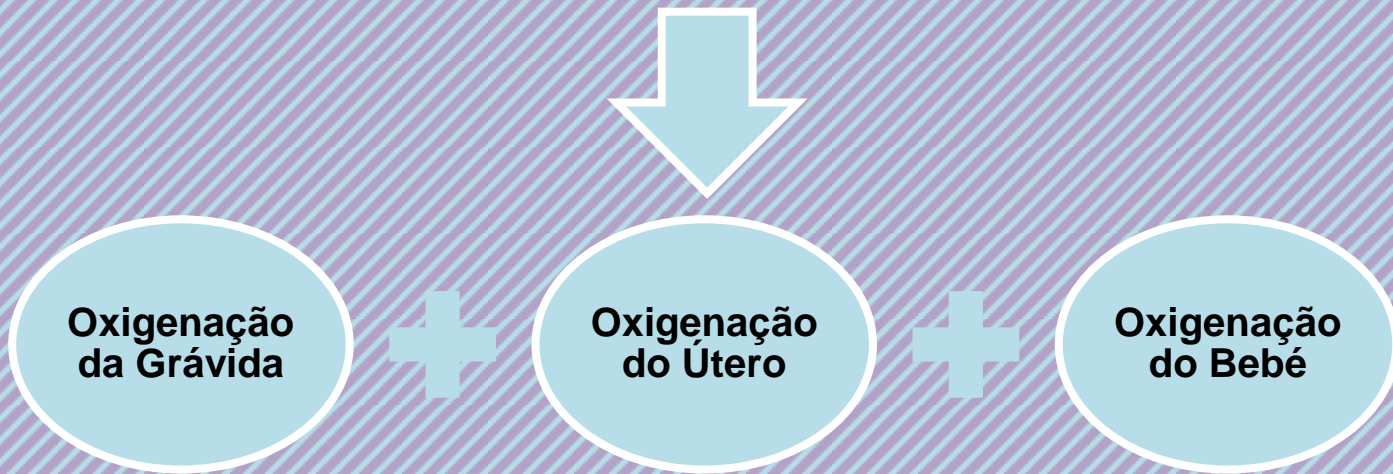 Oxigenação
da Grávida
Oxigenação
do Útero
Oxigenação
do Bebé